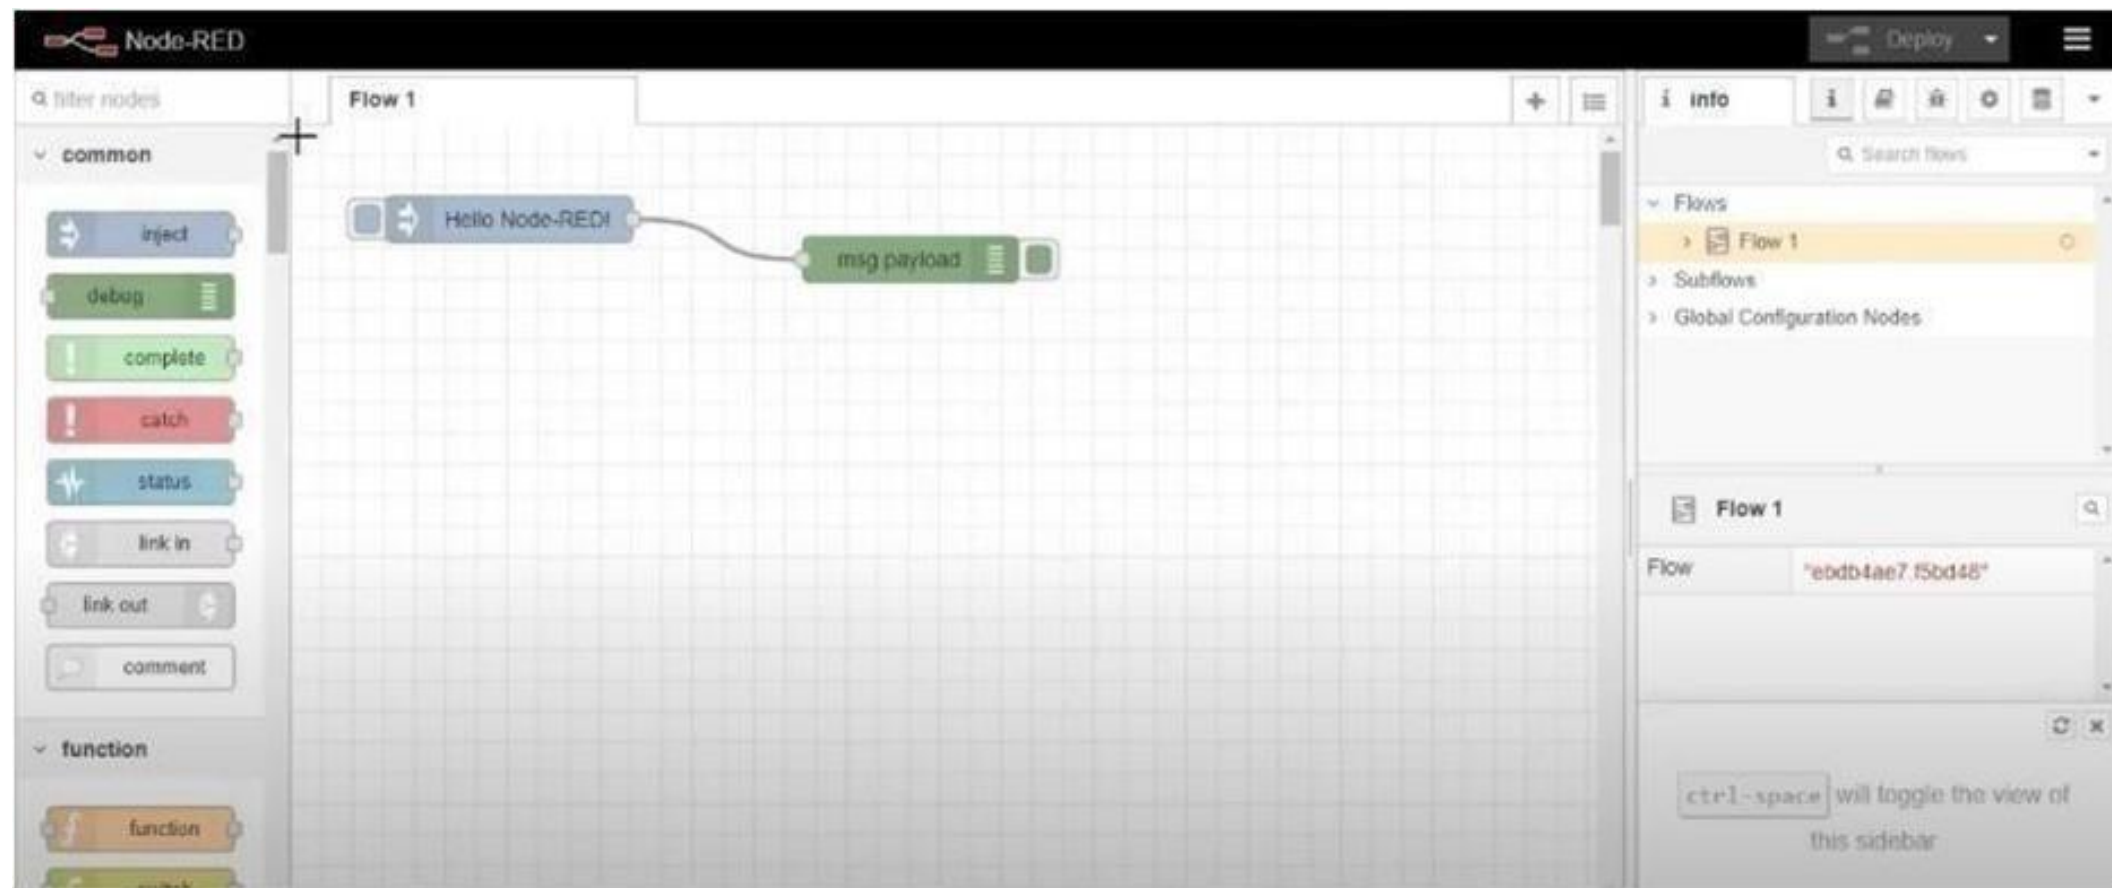 Node-RED
Deploy
filter nodes
Flow 1
info
common
Search flows
inject
debug
complete
catch
status
link in
link out
comment
function
function
switch
Hello Node-RED!
msg payload
Flows
Flow 1
Subflows
Global Configuration Nodes
Flow 1
Flow "ebdb4ae7.f5bd48"
ctrl-space will toggle the view of
this sidebar